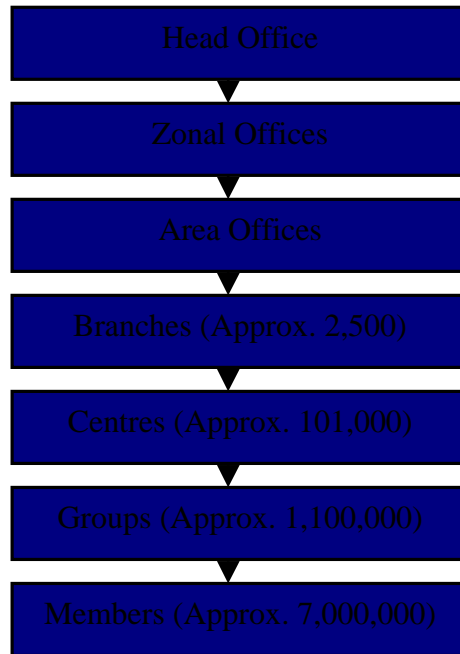 Head Office
Zonal Offices
Area Offices
Branches (Approx. 2,500)
Centres (Approx. 101,000)
Groups (Approx. 1,100,000)
Members (Approx. 7,000,000)